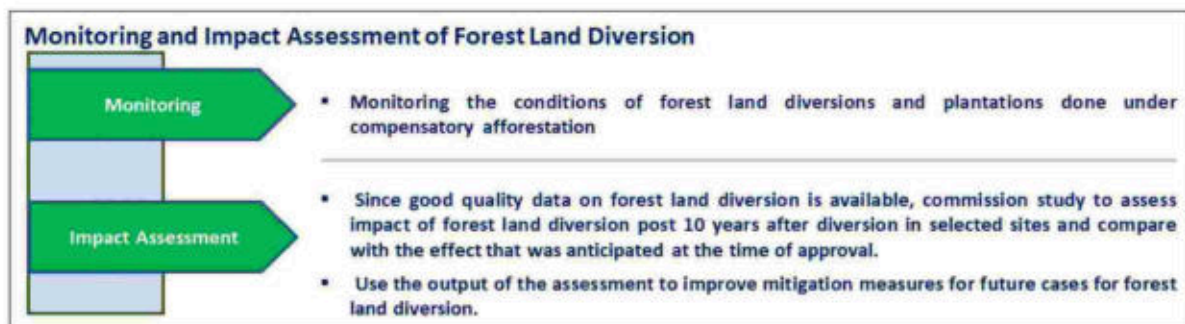 Monitoring and Impact Assessment of Forest Land Diversion
Monitoring
▪ Monitoring the conditions of forest land diversions and plantations done under
compensatory afforestation
Impact Assessment
▪ Since good quality data on forest land diversion is available, commission study to assess
impact of forest land diversion post 10 years after diversion in selected sites and compare
with the effect that was anticipated at the time of approval.
▪ Use the output of the assessment to improve mitigation measures for future cases for forest
land diversion.